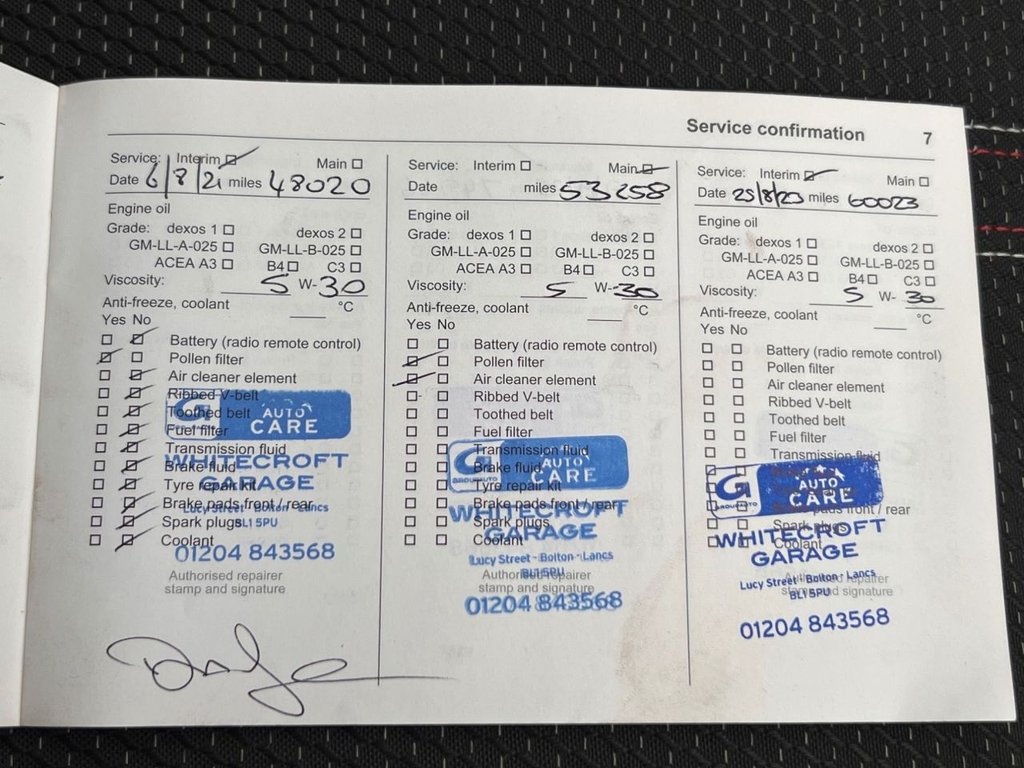 Service confirmation 7
Service: Interim ☑ Main ☐
Date 6/8/21 miles 48020
Engine oil
Grade: dexos 1 ☐ dexos 2 ☐
GM-LL-A-025 ☐ GM-LL-B-025 ☐
ACEA A3 ☐ B4 ☐ C3 ☐
Viscosity: 5 W-30
Anti-freeze, coolant ___ °C
Yes No
☐ ☑ Battery (radio remote control)
☑ ☐ Pollen filter
☐ ☑ Air cleaner element
☐ ☑ Ribbed V-belt
☐ ☑ Toothed belt
☐ ☑ Fuel filter
☐ ☑ Transmission fluid
☐ ☑ Brake fluid
☐ ☑ Tyre repair kit
☐ ☑ Brake pads front / rear
☐ ☑ Spark plugs
☐ ☑ Coolant
AUTO
CARE
WHITECROFT
GARAGE
Lucy Street - Bolton - Lancs
BL1 5PU
01204 843568
Authorised repairer
stamp and signature
Service: Interim ☐ Main ☑
Date miles 53258
Engine oil
Grade: dexos 1 ☐ dexos 2 ☐
GM-LL-A-025 ☐ GM-LL-B-025 ☐
ACEA A3 ☐ B4 ☐ C3 ☐
Viscosity: 5 W-30
Anti-freeze, coolant ___ °C
Yes No
☐ ☐ Battery (radio remote control)
☑ ☐ Pollen filter
☑ ☐ Air cleaner element
☐ ☐ Ribbed V-belt
☐ ☐ Toothed belt
☐ ☐ Fuel filter
☐ ☐ Transmission fluid
☐ ☐ Brake fluid
☐ ☐ Tyre repair kit
☐ ☐ Brake pads front / rear
☐ ☐ Spark plugs
☐ ☐ Coolant
GROUPAUTO
AUTO
CARE
WHITECROFT
GARAGE
Lucy Street - Bolton - Lancs
BL1 5PU
01204 843568
Authorised repairer
stamp and signature
Service: Interim ☑ Main ☐
Date 25/8/23 miles 60023
Engine oil
Grade: dexos 1 ☐ dexos 2 ☐
GM-LL-A-025 ☐ GM-LL-B-025 ☐
ACEA A3 ☐ B4 ☐ C3 ☐
Viscosity: 5 W- 30
Anti-freeze, coolant ___ °C
Yes No
☐ ☐ Battery (radio remote control)
☐ ☐ Pollen filter
☐ ☐ Air cleaner element
☐ ☐ Ribbed V-belt
☐ ☐ Toothed belt
☐ ☐ Fuel filter
☐ ☐ Transmission fluid
pads front / rear
Spark plugs
Coolant
GROUPAUTO
AUTO
CARE
WHITECROFT
GARAGE
Lucy Street - Bolton - Lancs
BL1 5PU
01204 843568
repairer
stamp and signature